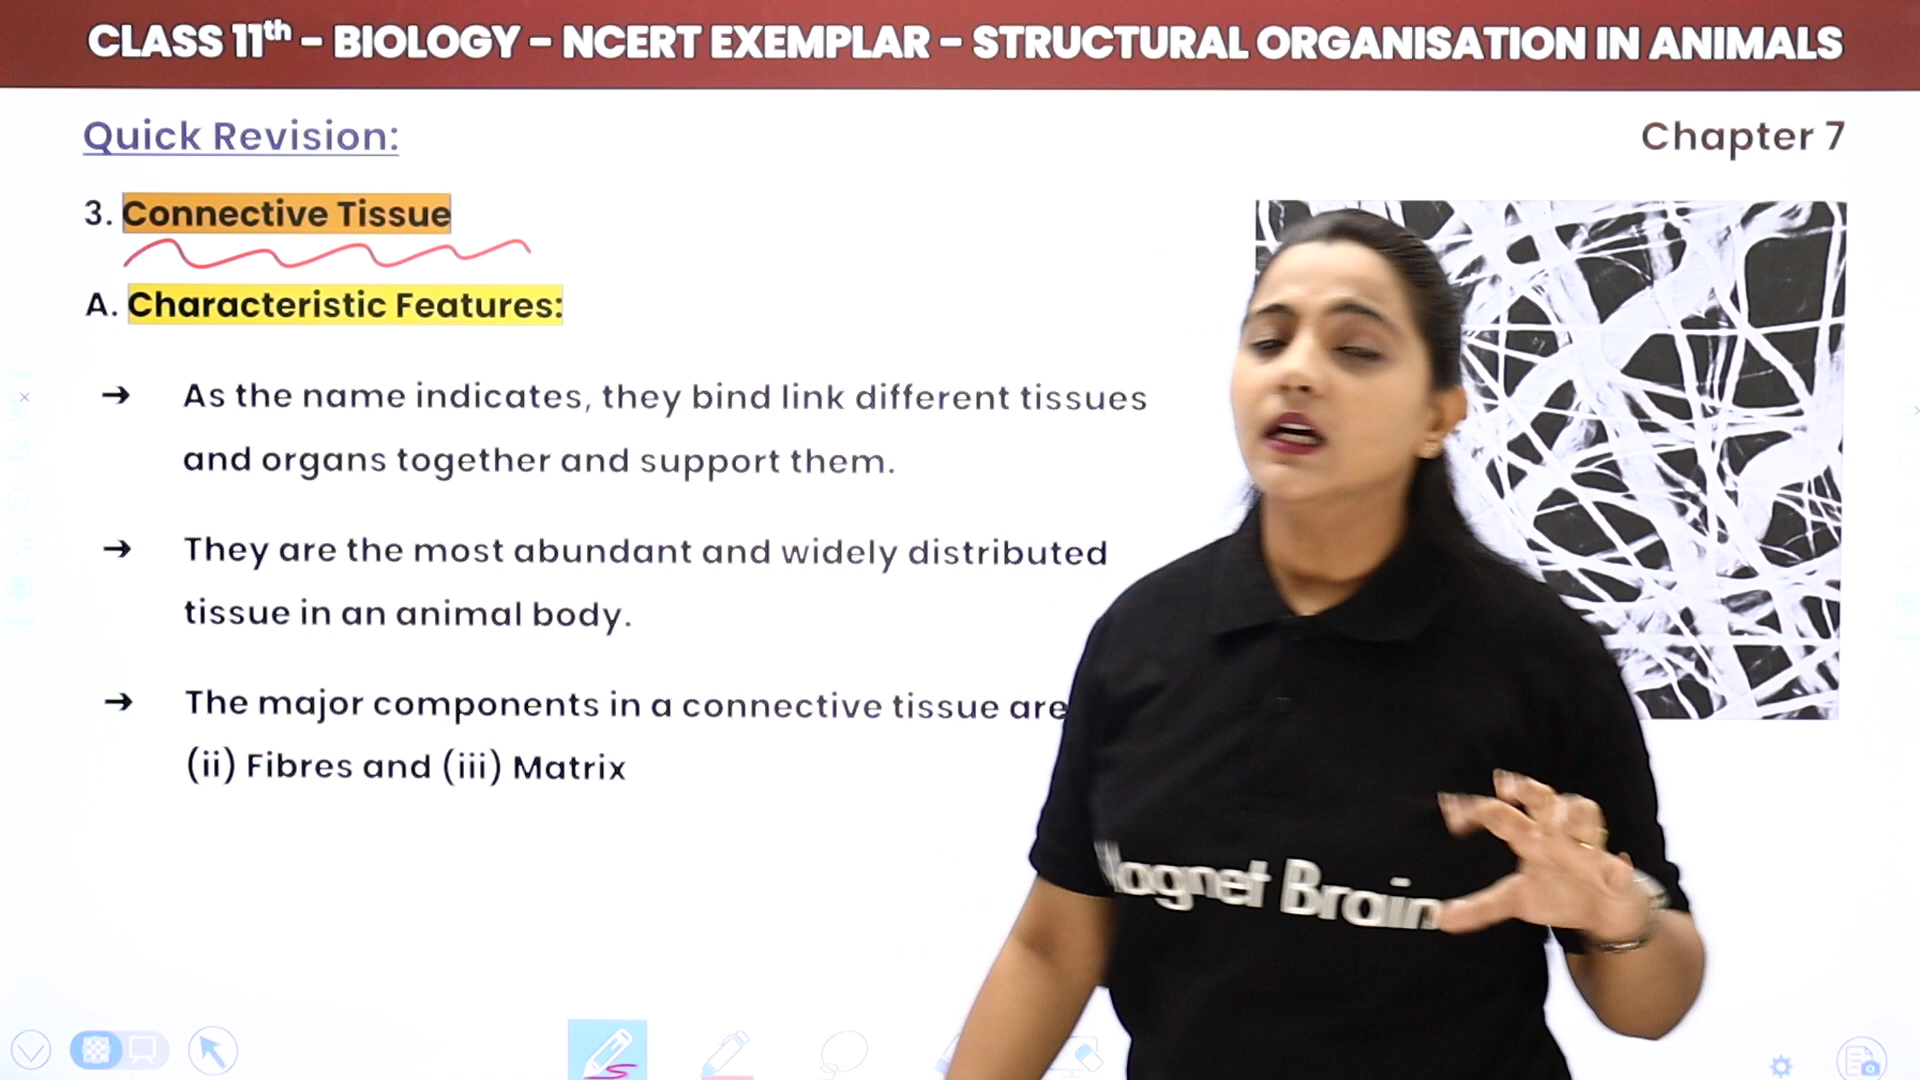 CLASS 11th – BIOLOGY – NCERT EXEMPLAR – STRUCTURAL ORGANISATION IN ANIMALS
Quick Revision:
Chapter 7
3. Connective Tissue
A. Characteristic Features:
→ As the name indicates, they bind link different tissues
and organs together and support them.
→ They are the most abundant and widely distributed
tissue in an animal body.
→ The major components in a connective tissue are
(ii) Fibres and (iii) Matrix
Brain